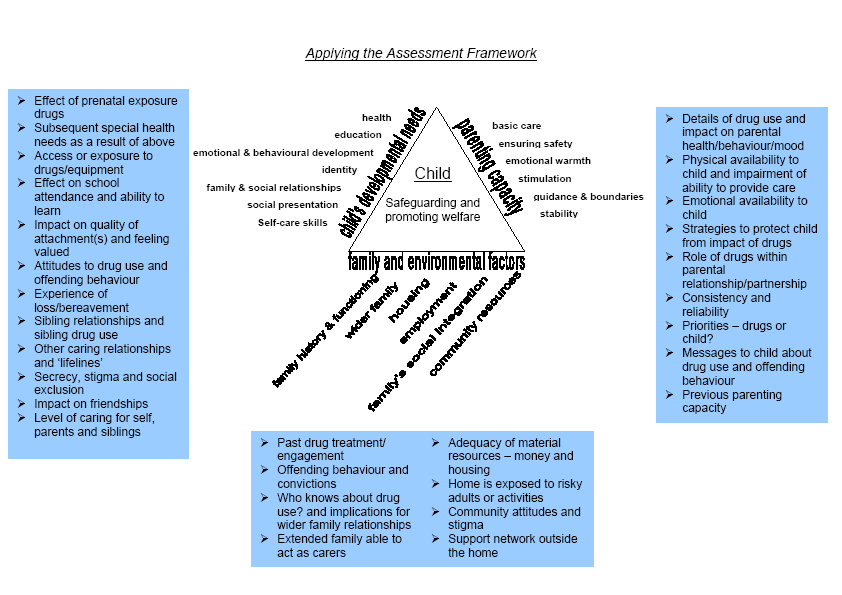 Applying the Assessment Framework
➢ Effect of prenatal exposure
drugs
➢ Subsequent special health
needs as a result of above
➢ Access or exposure to
drugs/equipment
➢ Effect on school
attendance and ability to
learn
➢ Impact on quality of
attachment(s) and feeling
valued
➢ Attitudes to drug use and
offending behaviour
➢ Experience of
loss/bereavement
➢ Sibling relationships and
sibling drug use
➢ Other caring relationships
and ‘lifelines’
➢ Secrecy, stigma and social
exclusion
➢ Impact on friendships
➢ Level of caring for self,
parents and siblings
health
education
emotional & behavioural development
identity
family & social relationships
social presentation
Self-care skills
child's developmental needs
Child
Safeguarding and
promoting welfare
parenting capacity
basic care
ensuring safety
emotional warmth
stimulation
guidance & boundaries
stability
family and environmental factors
family history & functioning
wider family
housing
employment
family's social integration
community resources
➢ Details of drug use and
impact on parental
health/behaviour/mood
➢ Physical availability to
child and impairment of
ability to provide care
➢ Emotional availability to
child
➢ Strategies to protect child
from impact of drugs
➢ Role of drugs within
parental
relationship/partnership
➢ Consistency and
reliability
➢ Priorities – drugs or
child?
➢ Messages to child about
drug use and offending
behaviour
➢ Previous parenting
capacity
➢ Past drug treatment/
engagement
➢ Offending behaviour and
convictions
➢ Who knows about drug
use? and implications for
wider family relationships
➢ Extended family able to
act as carers
➢ Adequacy of material
resources – money and
housing
➢ Home is exposed to risky
adults or activities
➢ Community attitudes and
stigma
➢ Support network outside
the home